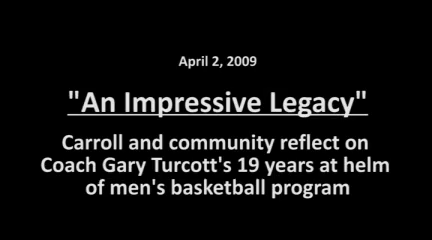 April 2, 2009
"An Impressive Legacy"
Carroll and community reflect on
Coach Gary Turcott's 19 years at helm
of men's basketball program